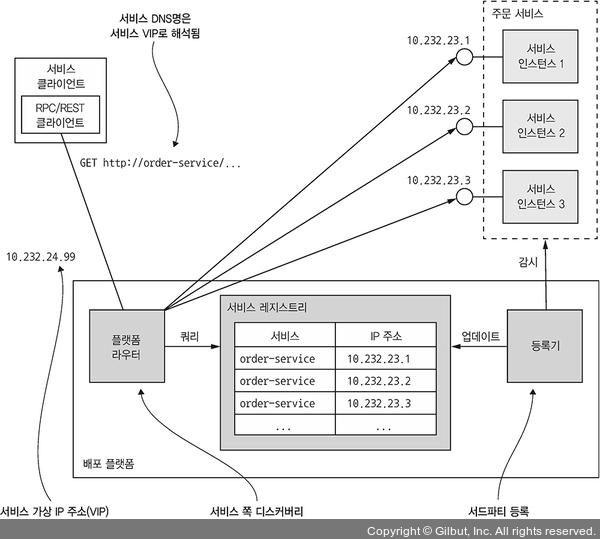 서비스 DNS명은
서비스 VIP로 해석됨
주문 서비스
10.232.23.1
서비스
인스턴스 1
서비스
클라이언트
RPC/REST
클라이언트
10.232.23.2
서비스
인스턴스 2
GET http://order-service/...
10.232.23.3
서비스
인스턴스 3
10.232.24.99
감시
서비스 레지스트리
플랫폼
라우터
쿼리
서비스
IP 주소
order-service
10.232.23.1
order-service
10.232.23.2
order-service
10.232.23.3
...
...
업데이트
등록기
배포 플랫폼
서비스 가상 IP 주소(VIP)
서비스 쪽 디스커버리
서드파티 등록
Copyright © Gilbut, Inc. All rights reserved.